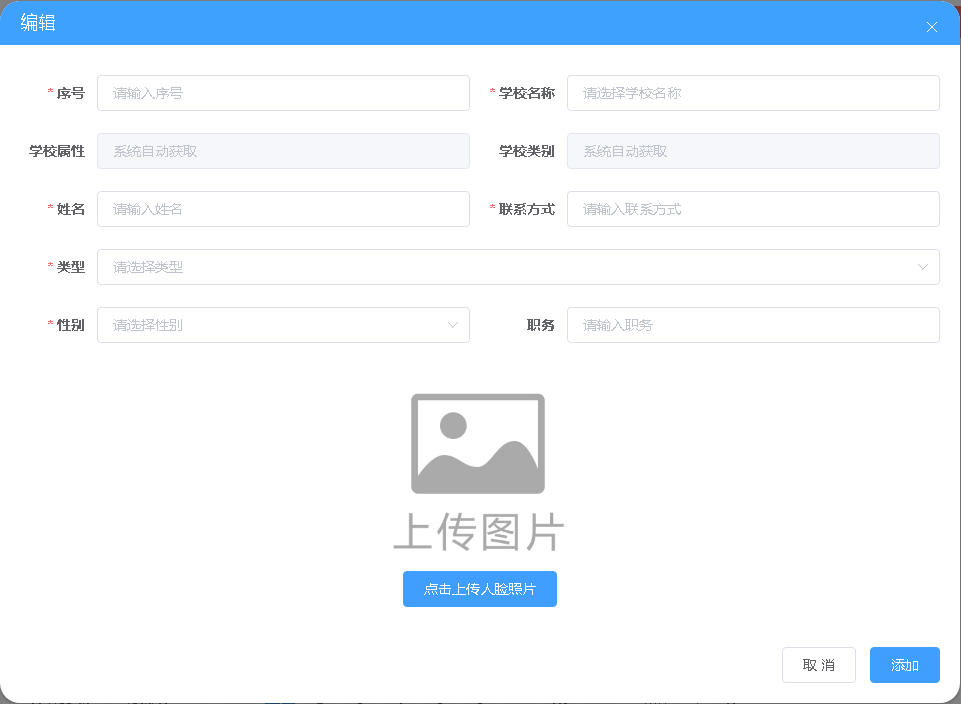 编辑
* 序号 请输入序号 * 学校名称 请选择学校名称
学校属性 系统自动获取 学校类别 系统自动获取
* 姓名 请输入姓名 * 联系方式 请输入联系方式
* 类型 请选择类型
* 性别 请选择性别 职务 请输入职务
上传图片
点击上传人脸照片
取消 添加